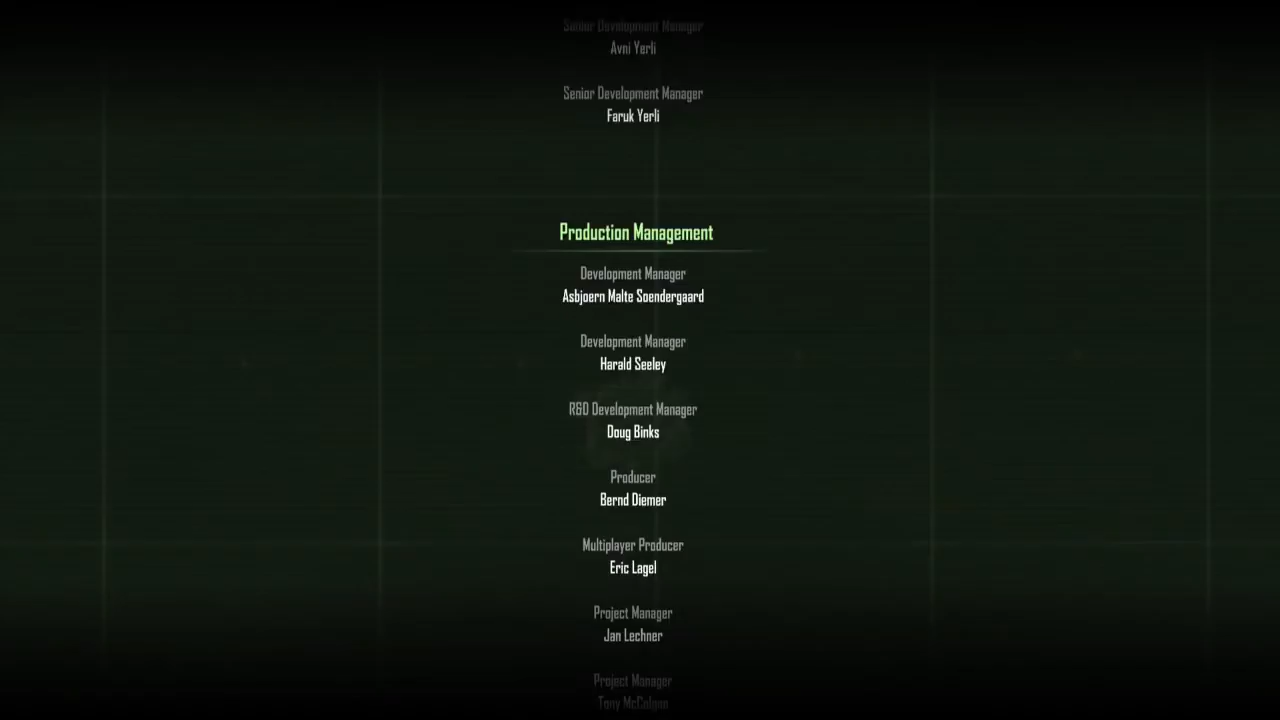 Senior Development Manager
Avni Yerli
Senior Development Manager
Faruk Yerli
Production Management
Development Manager
Asbjoern Malte Soendergaard
Development Manager
Harald Seeley
R&D Development Manager
Doug Binks
Producer
Bernd Diemer
Multiplayer Producer
Eric Lagel
Project Manager
Jan Lechner
Project Manager
Tony